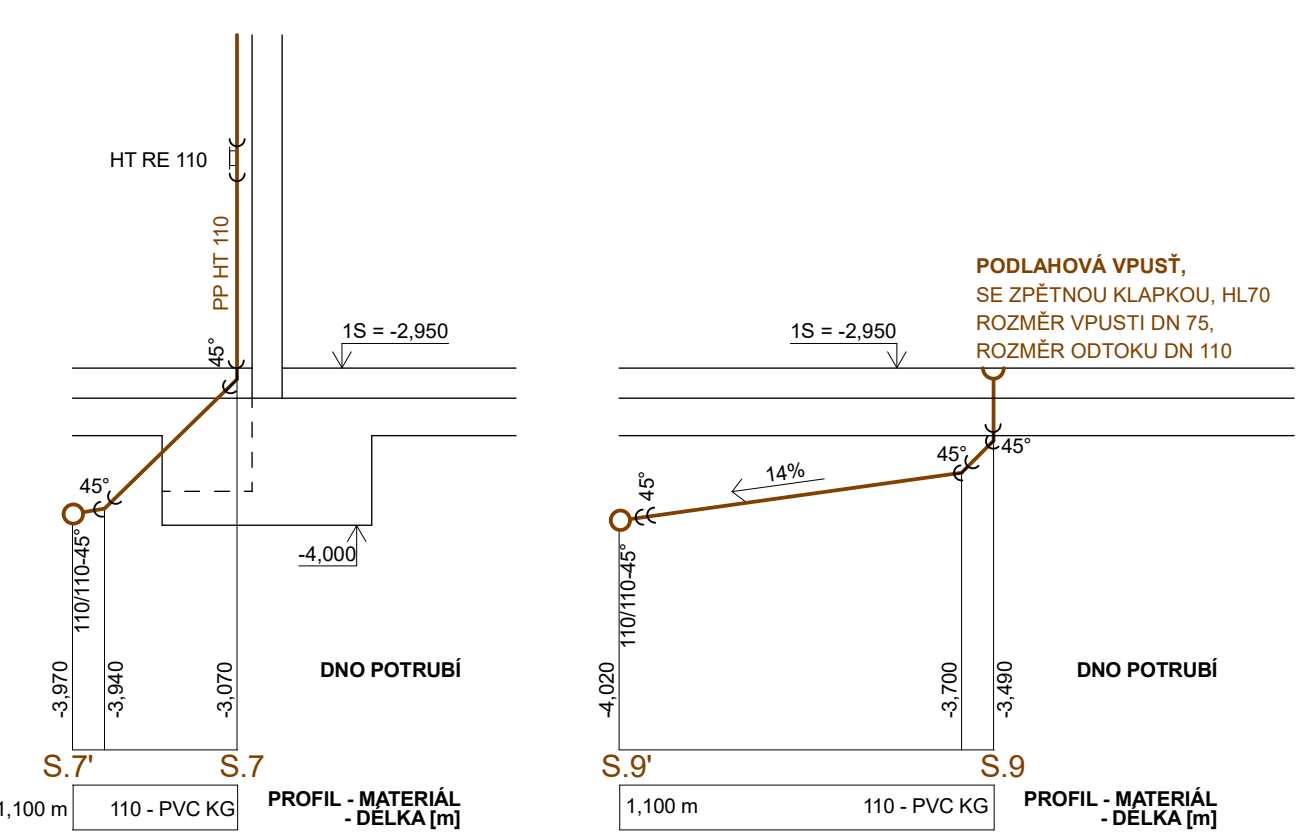 HT RE 110
PP HT 110
45°
1S = -2,950
45°
110/110-45°
-4,000
-3,970
-3,940
-3,070
DNO POTRUBÍ
S.7'
S.7
1,100 m
110 - PVC KG
PROFIL - MATERIÁL
- DÉLKA [m]
PODLAHOVÁ VPUSŤ,
SE ZPĚTNOU KLAPKOU, HL70
ROZMĚR VPUSTI DN 75,
ROZMĚR ODTOKU DN 110
1S = -2,950
45°
45°
14%
45°
110/110-45°
-4,020
-3,700
-3,490
DNO POTRUBÍ
S.9'
S.9
1,100 m
110 - PVC KG
PROFIL - MATERIÁL
- DÉLKA [m]